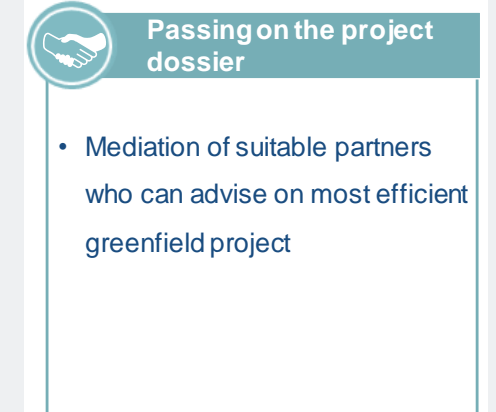 Passing on the project
dossier
• Mediation of suitable partners
who can advise on most efficient
greenfield project